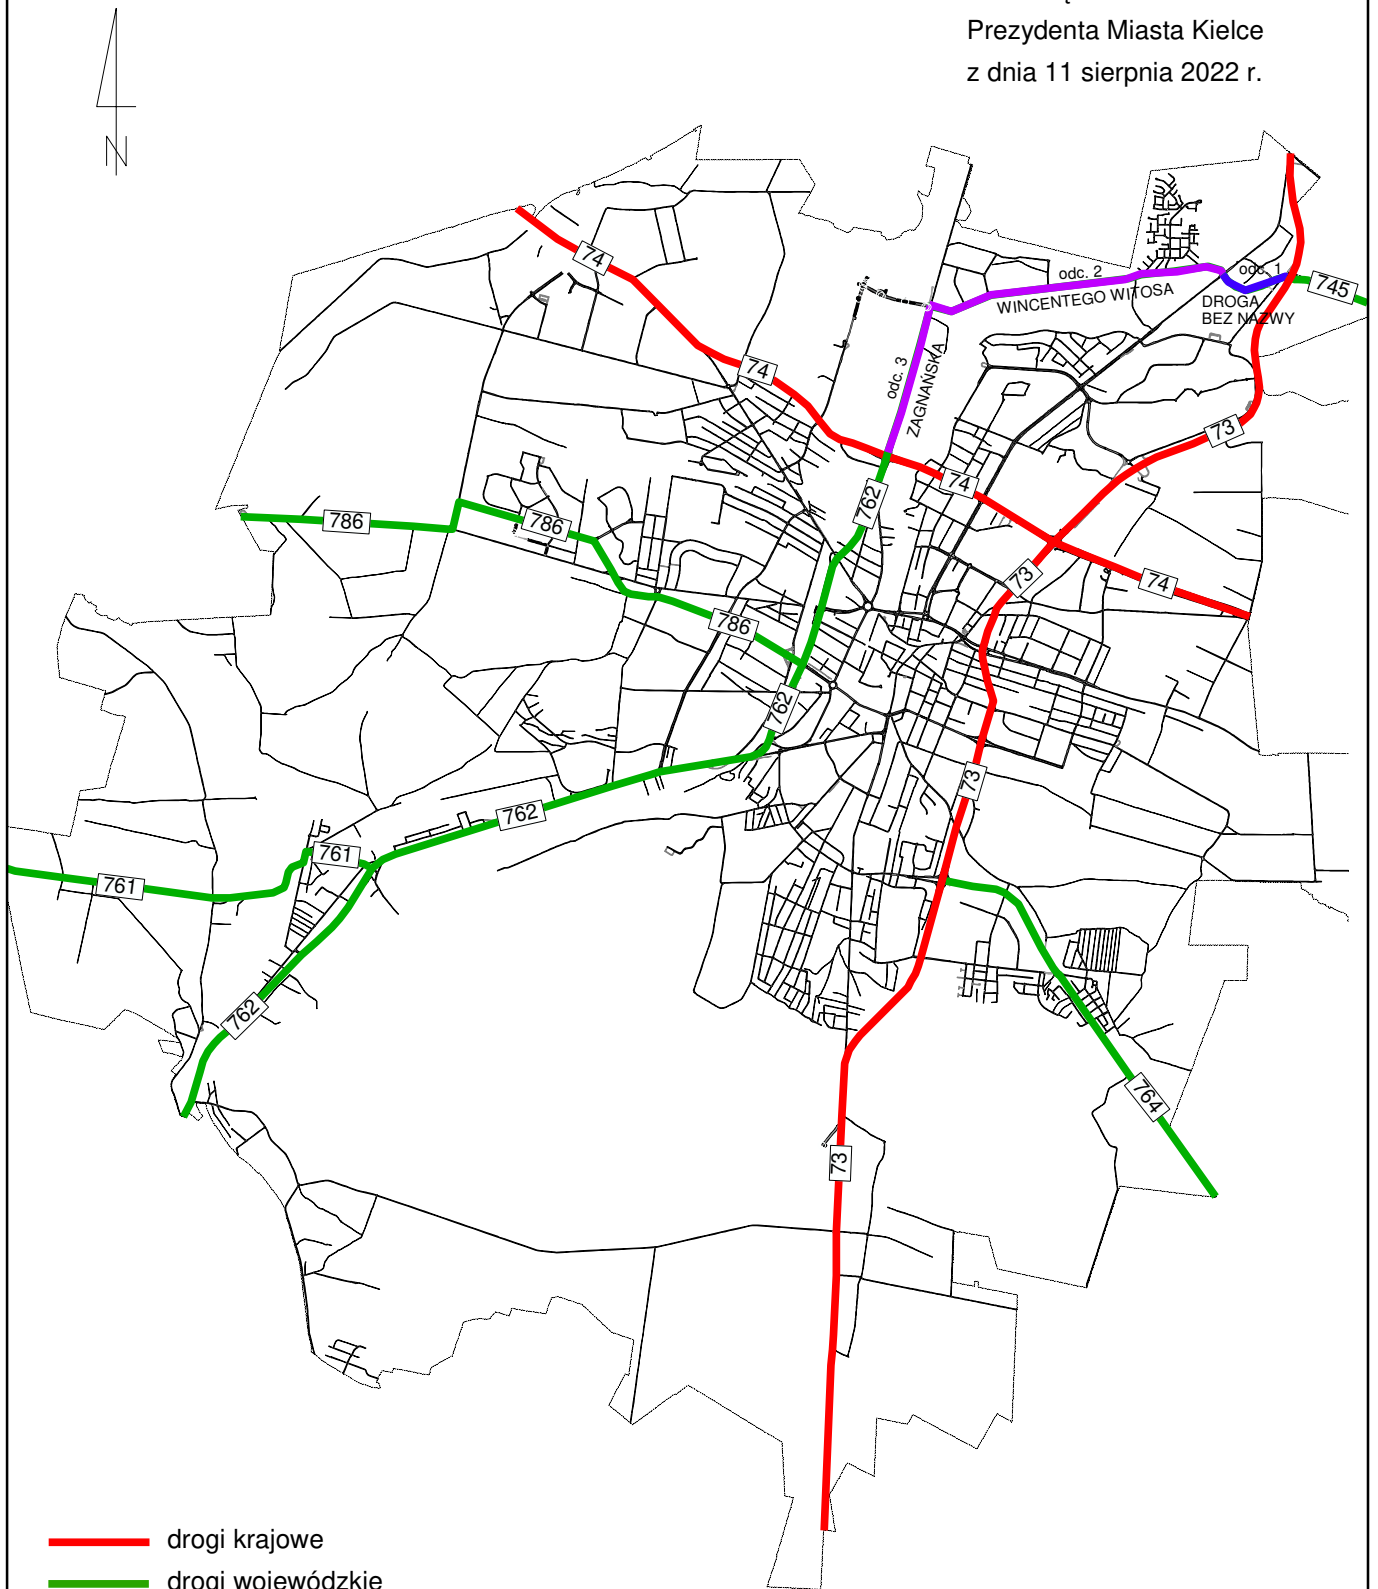 Prezydenta Miasta Kielce
z dnia 11 sierpnia 2022 r.
N
74
odc. 2
odc. 1
745
WINCENTEGO WITOSA
DROGA
BEZ NAZWY
74
odc. 3
ZAGNAŃSKA
73
74
762
786
786
73
74
786
762
73
762
761
761
762
764
73
drogi krajowe
drogi wojewódzkie